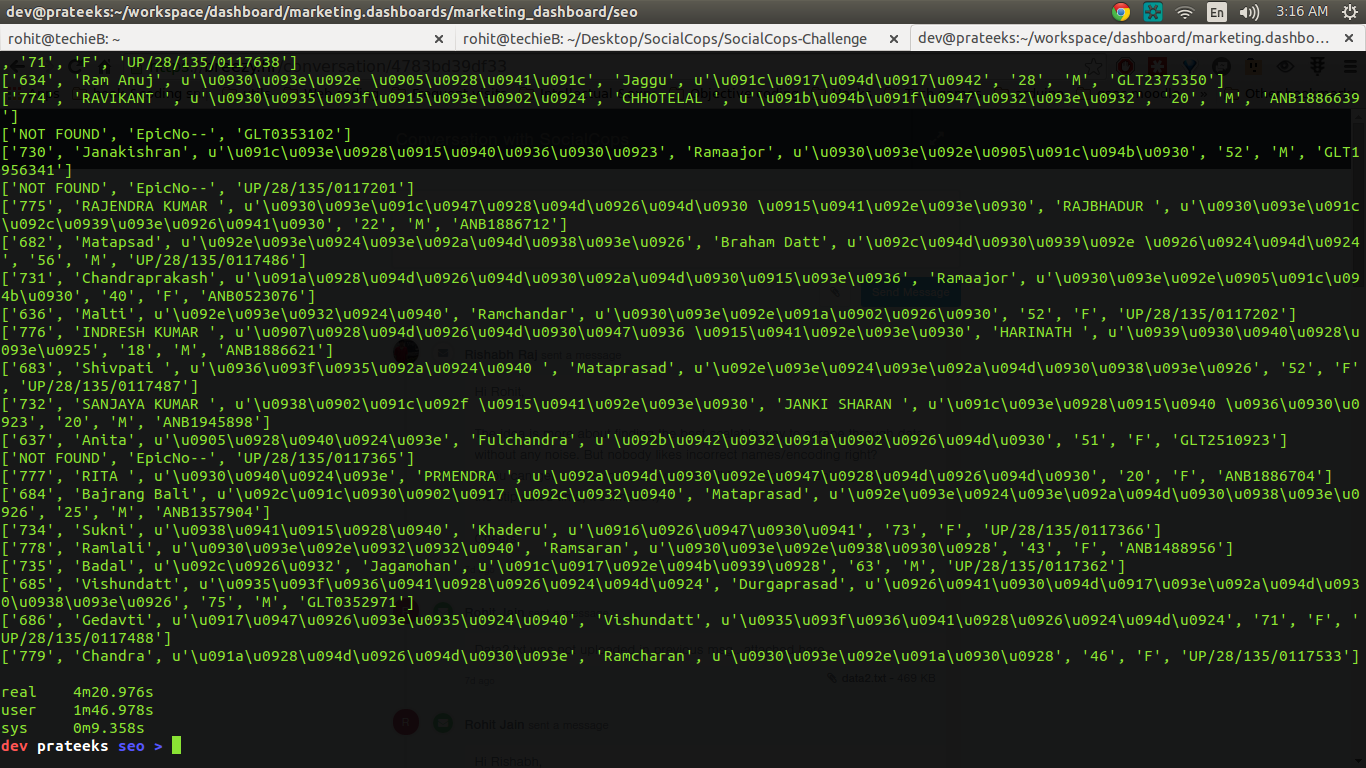 dev@prateeks:~/workspace/dashboard/marketing.dashboards/marketing_dashboard/seo
En
3:16 AM
rohit@techieB: ~
rohit@techieB: ~/Desktop/SocialCops/SocialCops-Challenge
dev@prateeks:~/workspace/dashboard/marketing.dashbo...
, '71', 'F', 'UP/28/135/0117638']
['634', 'Ram Anuj', u'\u0930\u093e\u092e \u0905\u0928\u0941\u091c', 'Jaggu', u'\u091c\u0917\u094d\u0917\u0942', '28', 'M', 'GLT2375350']
['774', 'RAVIKANT ', u'\u0930\u0935\u093f\u0915\u093e\u0902\u0924', 'CHHOTELAL ', u'\u091b\u094b\u091f\u0947\u0932\u093e\u0932', '20', 'M', 'ANB1886639'
]
['NOT FOUND', 'EpicNo--', 'GLT0353102']
['730', 'Janakishran', u'\u091c\u093e\u0928\u0915\u0940\u0936\u0930\u0923', 'Ramaajor', u'\u0930\u093e\u092e\u0905\u091c\u094b\u0930', '52', 'M', 'GLT1
956341']
['NOT FOUND', 'EpicNo--', 'UP/28/135/0117201']
['775', 'RAJENDRA KUMAR ', u'\u0930\u093e\u091c\u0947\u0928\u094d\u0926\u094d\u0930 \u0915\u0941\u092e\u093e\u0930', 'RAJBHADUR ', u'\u0930\u093e\u091c
\u092c\u0939\u093e\u0926\u0941\u0930', '22', 'M', 'ANB1886712']
['682', 'Matapsad', u'\u092e\u093e\u0924\u093e\u092a\u094d\u0938\u093e\u0926', 'Braham Datt', u'\u092c\u094d\u0930\u0939\u092e \u0926\u0924\u094d\u0924
', '56', 'M', 'UP/28/135/0117486']
['731', 'Chandraprakash', u'\u091a\u0928\u094d\u0926\u094d\u0930\u092a\u094d\u0930\u0915\u093e\u0936', 'Ramaajor', u'\u0930\u093e\u092e\u0905\u091c\u09
4b\u0930', '40', 'F', 'ANB0523076']
['636', 'Malti', u'\u092e\u093e\u0932\u0924\u0940', 'Ramchandar', u'\u0930\u093e\u092e\u091a\u0902\u0926\u0930', '52', 'F', 'UP/28/135/0117202']
['776', 'INDRESH KUMAR ', u'\u0907\u0928\u094d\u0926\u094d\u0930\u0947\u0936 \u0915\u0941\u092e\u093e\u0930', 'HARINATH ', u'\u0939\u0930\u0940\u0928\u
093e\u0925', '18', 'M', 'ANB1886621']
['683', 'Shivpati ', u'\u0936\u093f\u0935\u092a\u0924\u0940 ', 'Mataprasad', u'\u092e\u093e\u0924\u093e\u092a\u094d\u0930\u0938\u093e\u0926', '52', 'F'
, 'UP/28/135/0117487']
['732', 'SANJAYA KUMAR ', u'\u0938\u0902\u091c\u092f \u0915\u0941\u092e\u093e\u0930', 'JANKI SHARAN ', u'\u091c\u093e\u0928\u0915\u0940 \u0936\u0930\u0
923', '20', 'M', 'ANB1945898']
['637', 'Anita', u'\u0905\u0928\u0940\u0924\u093e', 'Fulchandra', u'\u092b\u0942\u0932\u091a\u0902\u0926\u094d\u0930', '51', 'F', 'GLT2510923']
['NOT FOUND', 'EpicNo--', 'UP/28/135/0117365']
['777', 'RITA ', u'\u0930\u0940\u0924\u093e', 'PRMENDRA ', u'\u092a\u094d\u0930\u092e\u0947\u0928\u094d\u0926\u094d\u0930', '20', 'F', 'ANB1886704']
['684', 'Bajrang Bali', u'\u092c\u091c\u0930\u0902\u0917 \u092c\u0932\u0940', 'Mataprasad', u'\u092e\u093e\u0924\u093e\u092a\u094d\u0930\u0938\u093e\u0
926', '25', 'M', 'ANB1357904']
['734', 'Sukni', u'\u0938\u0941\u0915\u0928\u0940', 'Khaderu', u'\u0916\u0926\u0947\u0930\u0941', '73', 'F', 'UP/28/135/0117366']
['778', 'Ramlali', u'\u0930\u093e\u092e\u0932\u0932\u0940', 'Ramsaran', u'\u0930\u093e\u092e\u0938\u0930\u0928', '43', 'F', 'ANB1488956']
['735', 'Badal', u'\u092c\u0926\u0932', 'Jagamohan', u'\u091c\u0917\u092e\u094b\u0939\u0928', '63', 'M', 'UP/28/135/0117362']
['685', 'Vishundatt', u'\u0935\u093f\u0936\u0941\u0928\u0926\u0924\u094d\u0924', 'Durgaprasad', u'\u0926\u0941\u0930\u094d\u0917\u093e\u092a\u094d\u093
0\u0938\u093e\u0926', '75', 'M', 'GLT0352971']
['686', 'Gedavti', u'\u0917\u0947\u0926\u093e\u0935\u0924\u0940', 'Vishundatt', u'\u0935\u093f\u0936\u0941\u0928\u0926\u0924\u094d\u0924', '71', 'F', '
UP/28/135/0117488']
['779', 'Chandra', u'\u091a\u0928\u094d\u0926\u094d\u0930\u093e', 'Ramcharan', u'\u0930\u093e\u092e\u091a\u0930\u0928', '46', 'F', 'UP/28/135/0117533']
real 4m20.976s
user 1m46.978s
sys 0m9.358s
dev prateeks seo >